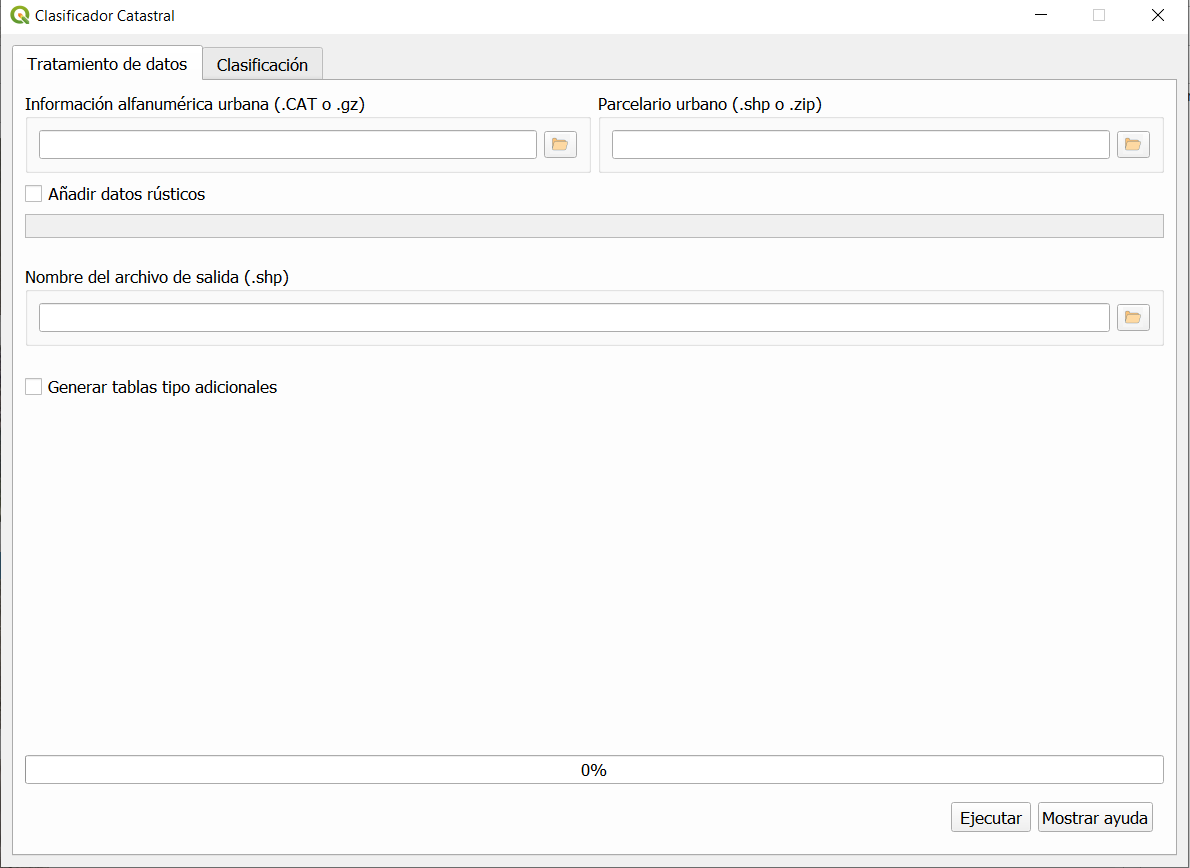 Clasificador Catastral
Tratamiento de datos
Clasificación
Información alfanumérica urbana (.CAT o .gz)
Parcelario urbano (.shp o .zip)
Añadir datos rústicos
Nombre del archivo de salida (.shp)
Generar tablas tipo adicionales
0%
Ejecutar
Mostrar ayuda